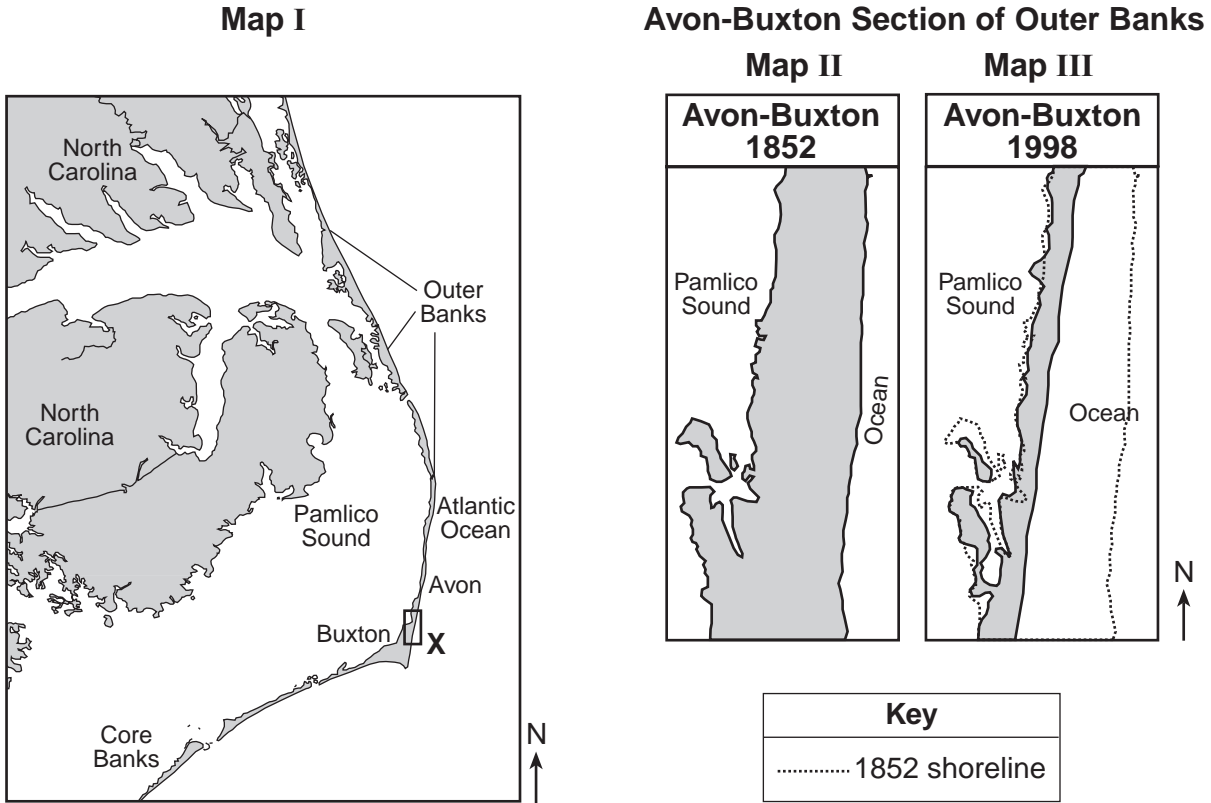 Map I
North
Carolina
Outer
Banks
North
Carolina
Pamlico
Sound
Atlantic
Ocean
Avon
Buxton
X
Core
Banks
N
Avon-Buxton Section of Outer Banks
Map II
Avon-Buxton
1852
Pamlico
Sound
Ocean
Map III
Avon-Buxton
1998
Pamlico
Sound
Ocean
N
Key
1852 shoreline